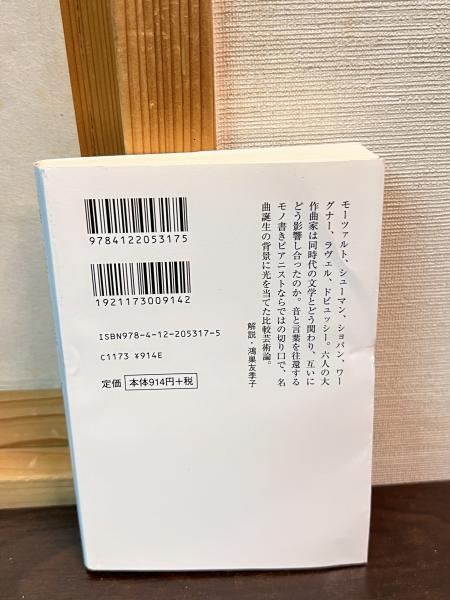 モーツァルト、シューマン、ショパン、ワー
グナー、ラヴェル、ドビュッシー。六人の大
作曲家は同時代の文学とどう関わり、互いに
どう影響し合ったのか。音と言葉を往還する
モノ書きピアニストならではの切り口で、名
曲誕生の背景に光を当てた比較芸術論。
解説・鴻巣友季子
9784122053175
1921173009142
ISBN978-4-12-205317-5
C1173 ¥914E
定価 本体914円+税